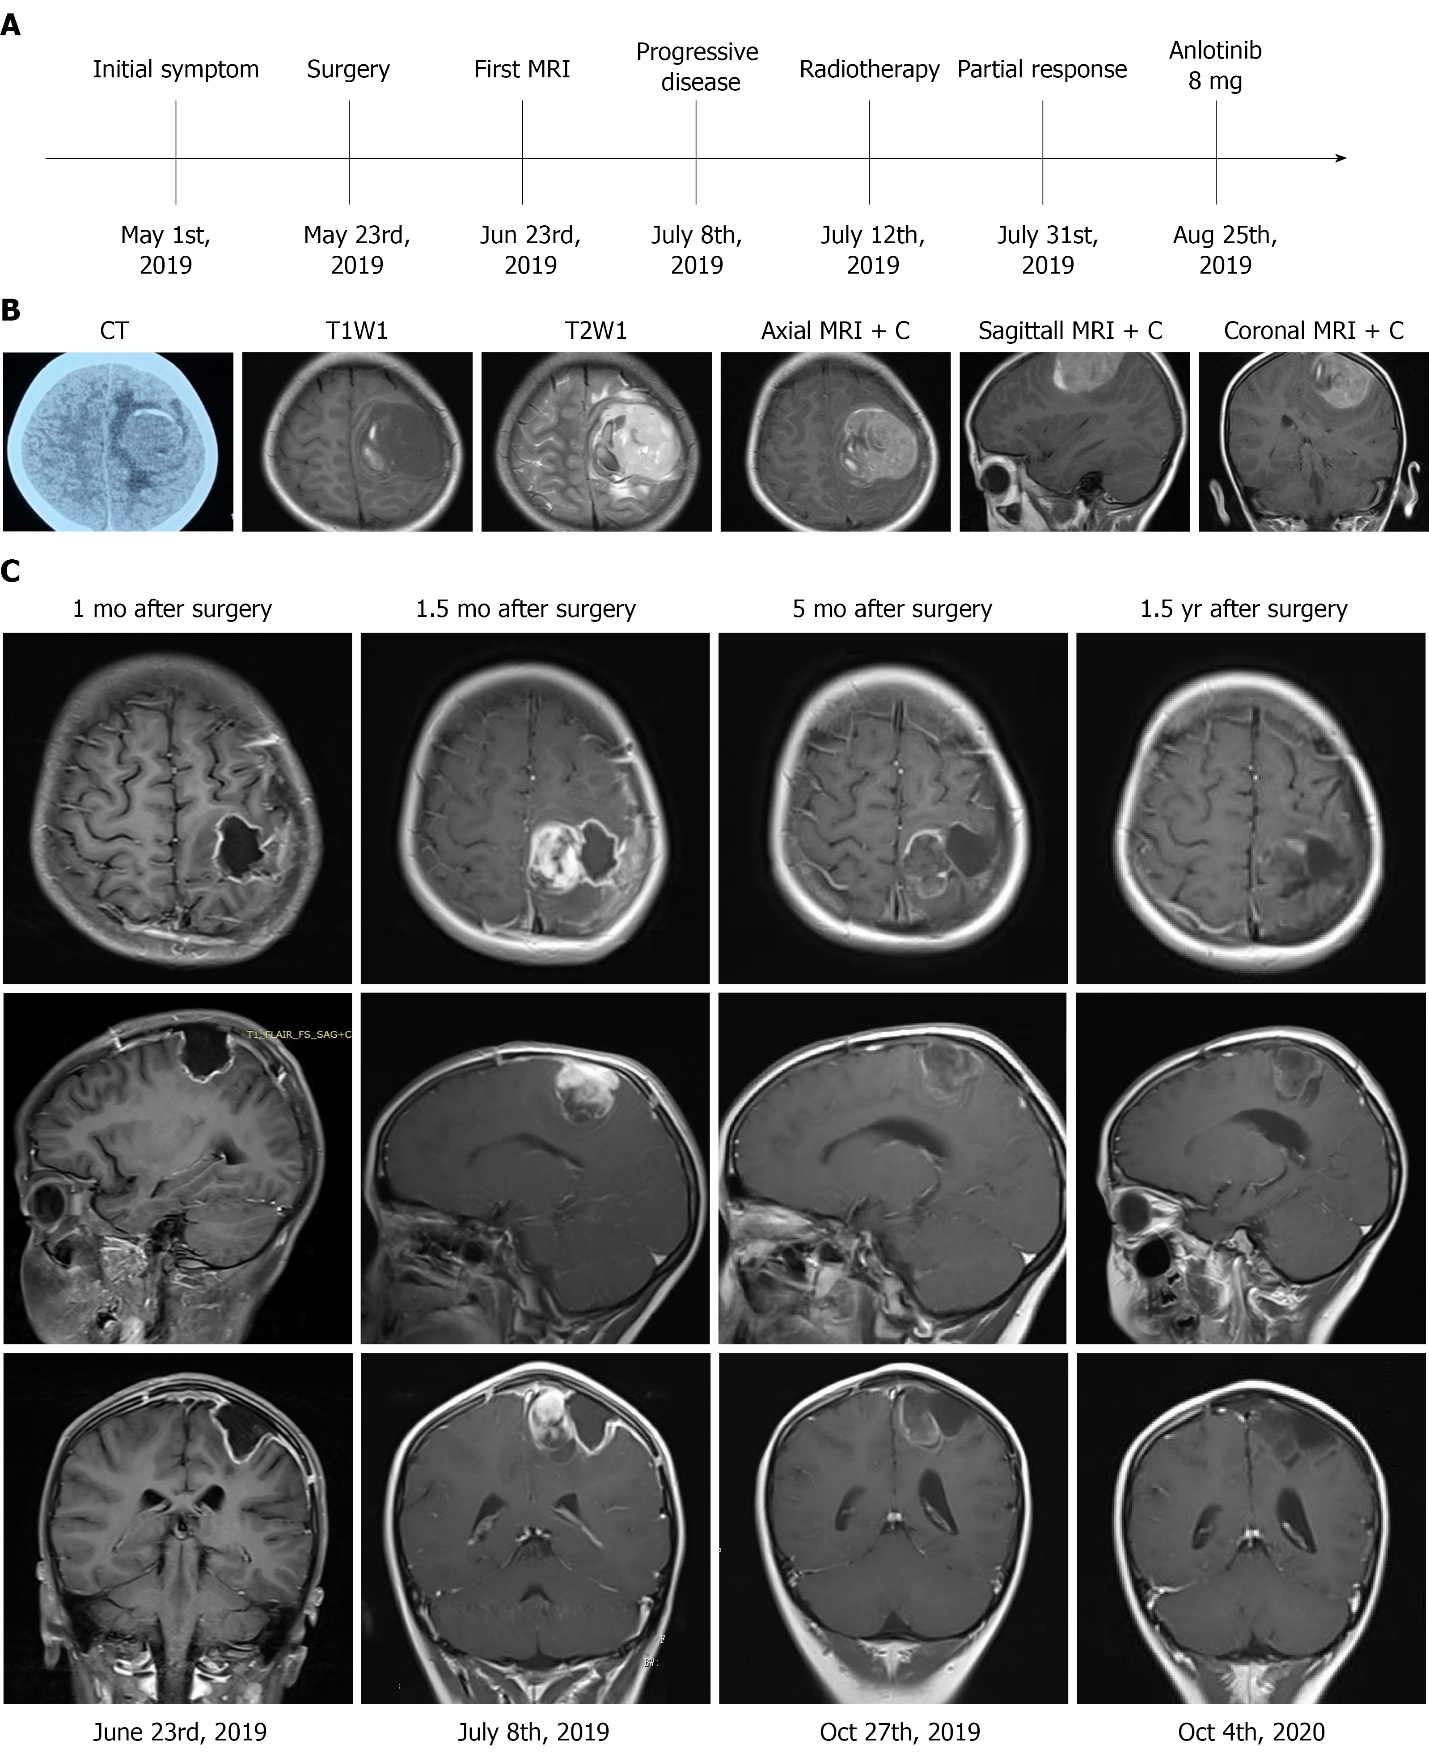 A
Initial symptom
Surgery
First MRI
Progressive
disease
Radiotherapy
Partial response
Anlotinib
8 mg
May 1st,
2019
May 23rd,
2019
Jun 23rd,
2019
July 8th,
2019
July 12th,
2019
July 31st,
2019
Aug 25th,
2019
B
CT
T1W1
T2W1
Axial MRI + C
Sagittall MRI + C
Coronal MRI + C
C
1 mo after surgery
1.5 mo after surgery
5 mo after surgery
1.5 yr after surgery
T1_FLAIR_FS_SAG+C
June 23rd, 2019
July 8th, 2019
Oct 27th, 2019
Oct 4th, 2020